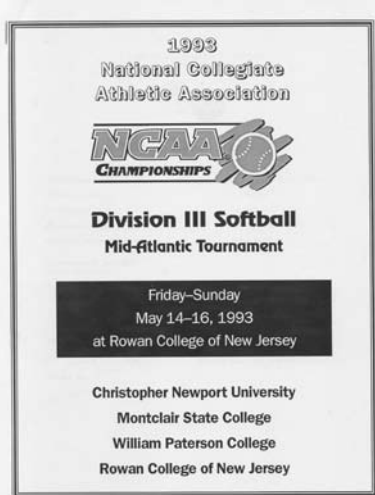 1993
National Collegiate
Athletic Association
NCAA
CHAMPIONSHIPS
Division III Softball
Mid-Atlantic Tournament
Friday–Sunday
May 14–16, 1993
at Rowan College of New Jersey
Christopher Newport University
Montclair State College
William Paterson College
Rowan College of New Jersey